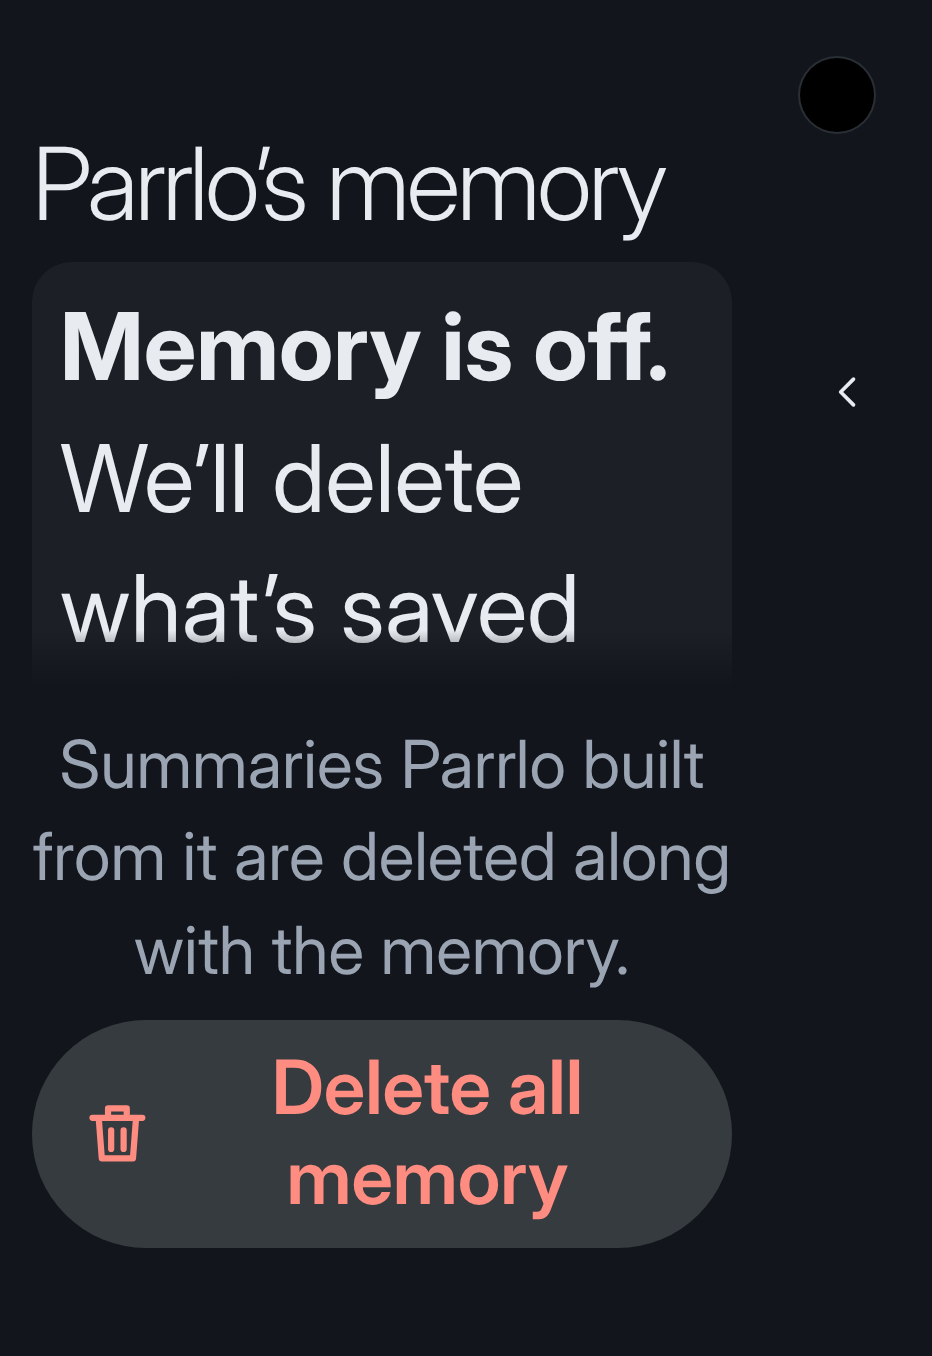 Parrlo’s memory
Memory is off.
We’ll delete
what’s saved
Summaries Parrlo built
from it are deleted along
with the memory.
Delete all
memory